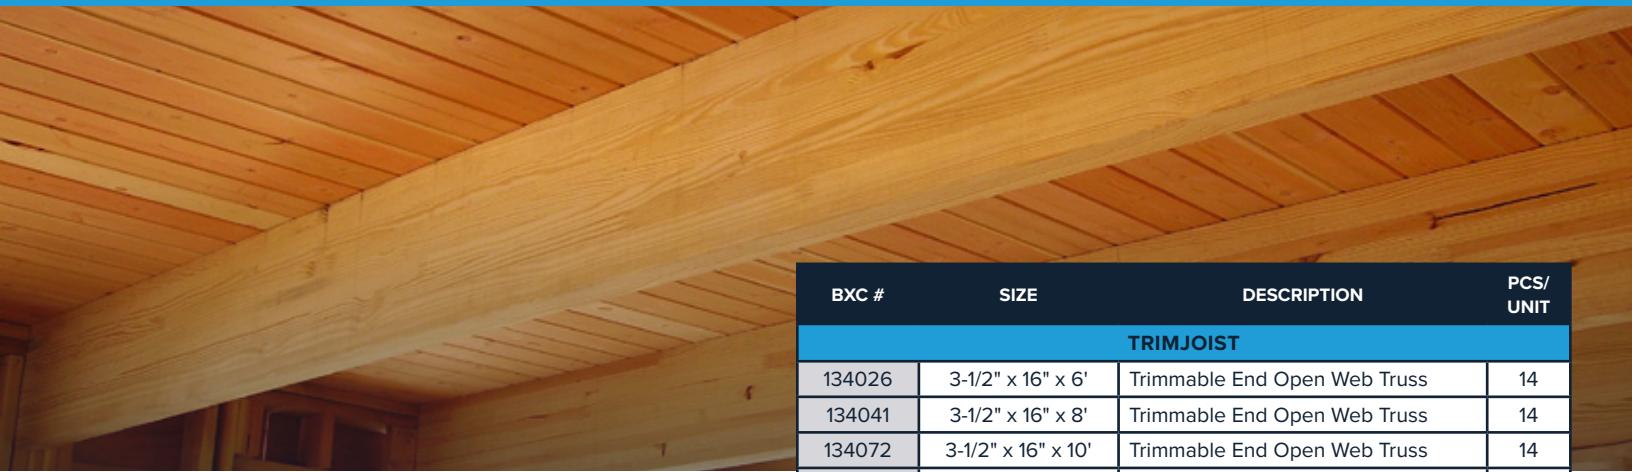 BXC # SIZE DESCRIPTION PCS/
UNIT
TRIMJOIST
134026 3-1/2" x 16" x 6' Trimmable End Open Web Truss 14
134041 3-1/2" x 16" x 8' Trimmable End Open Web Truss 14
134072 3-1/2" x 16" x 10' Trimmable End Open Web Truss 14